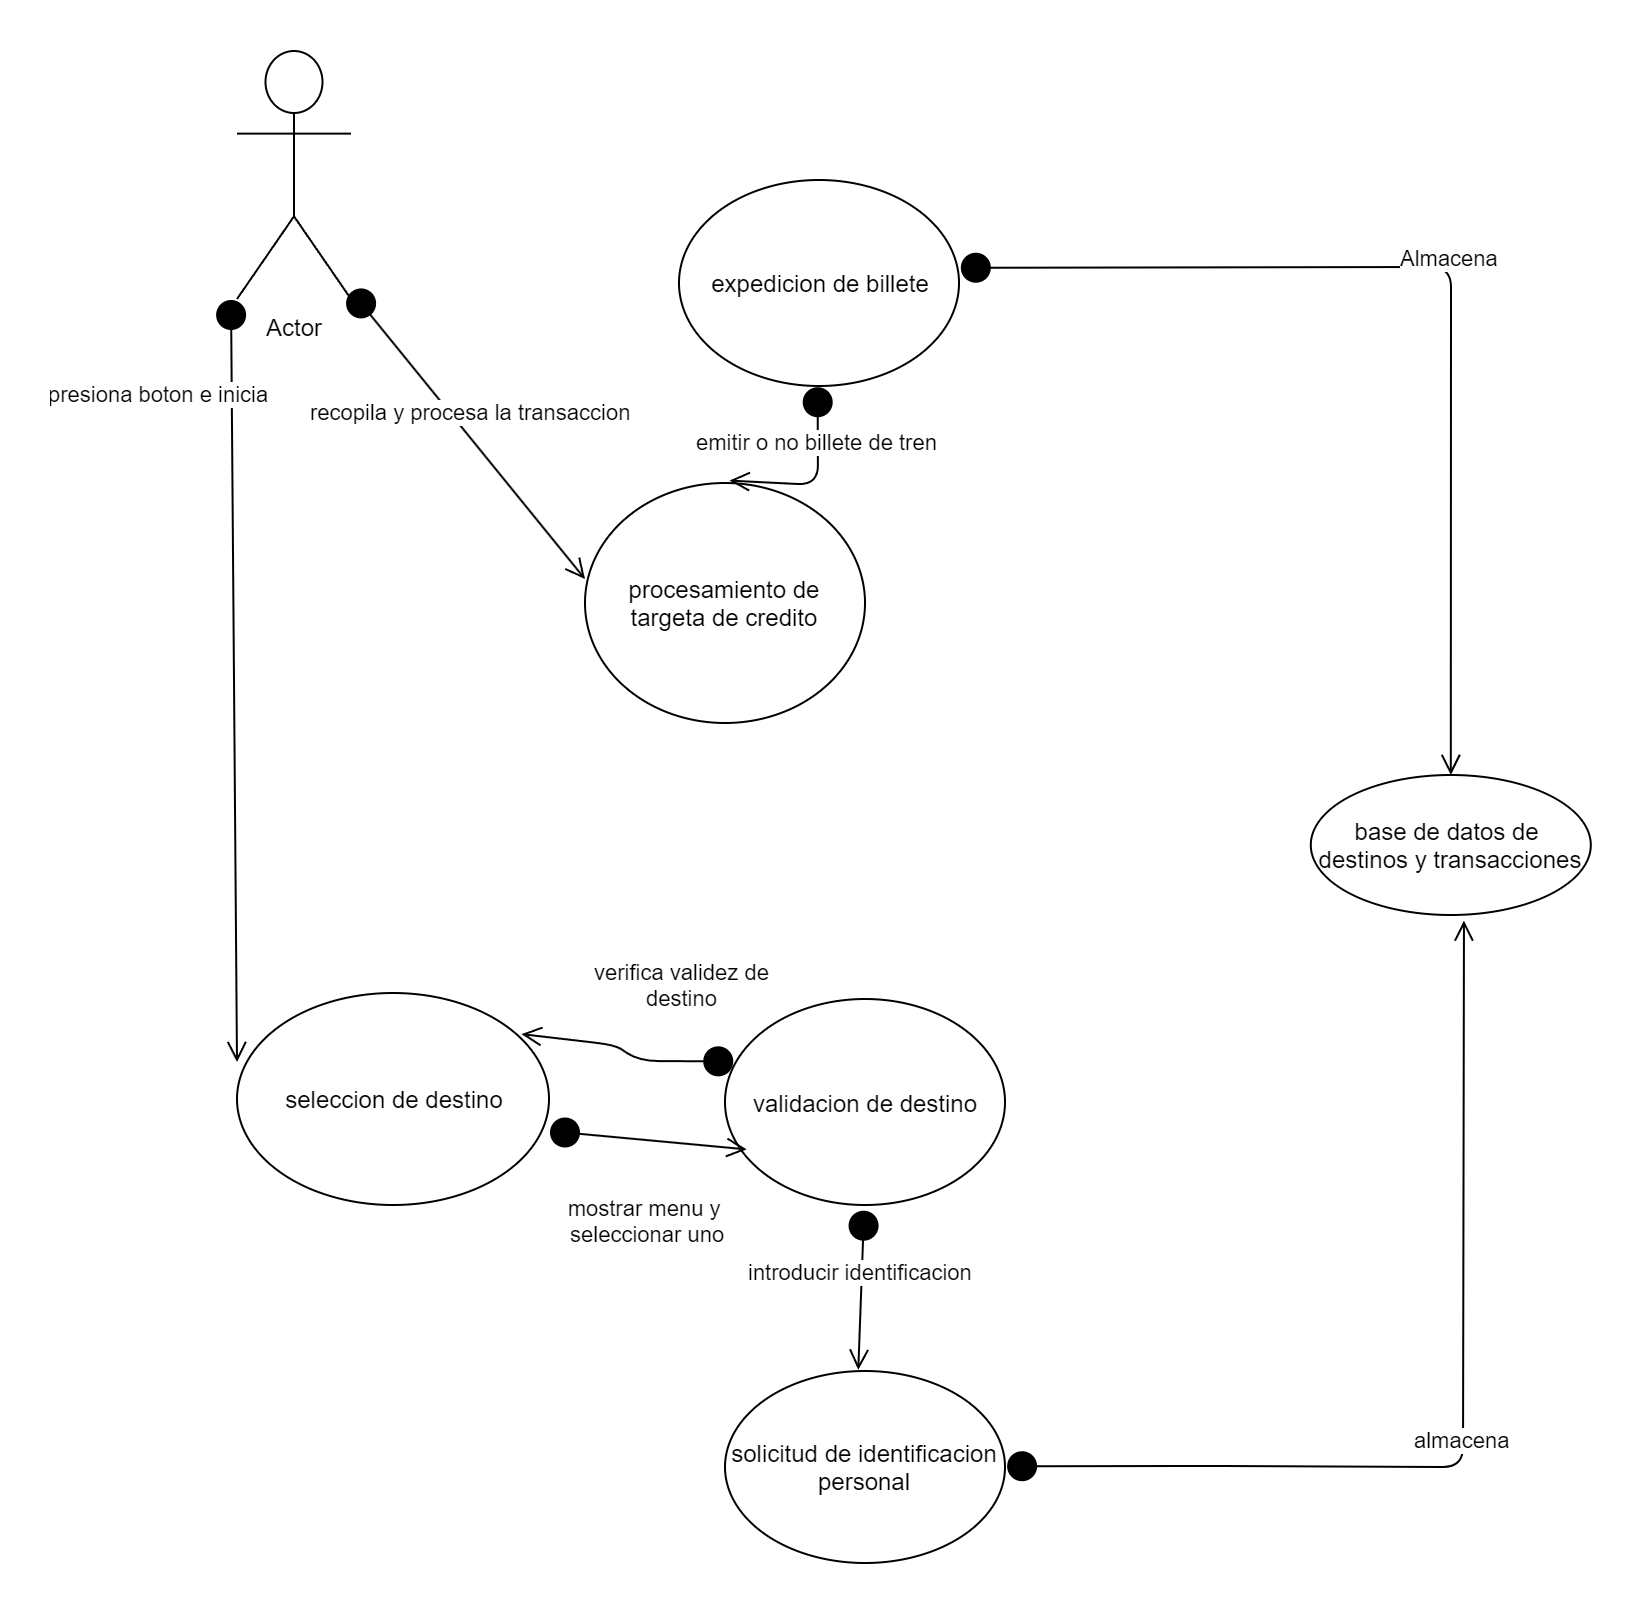 expedicion de billete
Almacena
Actor
presiona boton e inicia
recopila y procesa la transaccion
emitir o no billete de tren
procesamiento de
targeta de credito
base de datos de
destinos y transacciones
verifica validez de
destino
seleccion de destino
validacion de destino
mostrar menu y
seleccionar uno
introducir identificacion
almacena
solicitud de identificacion
personal